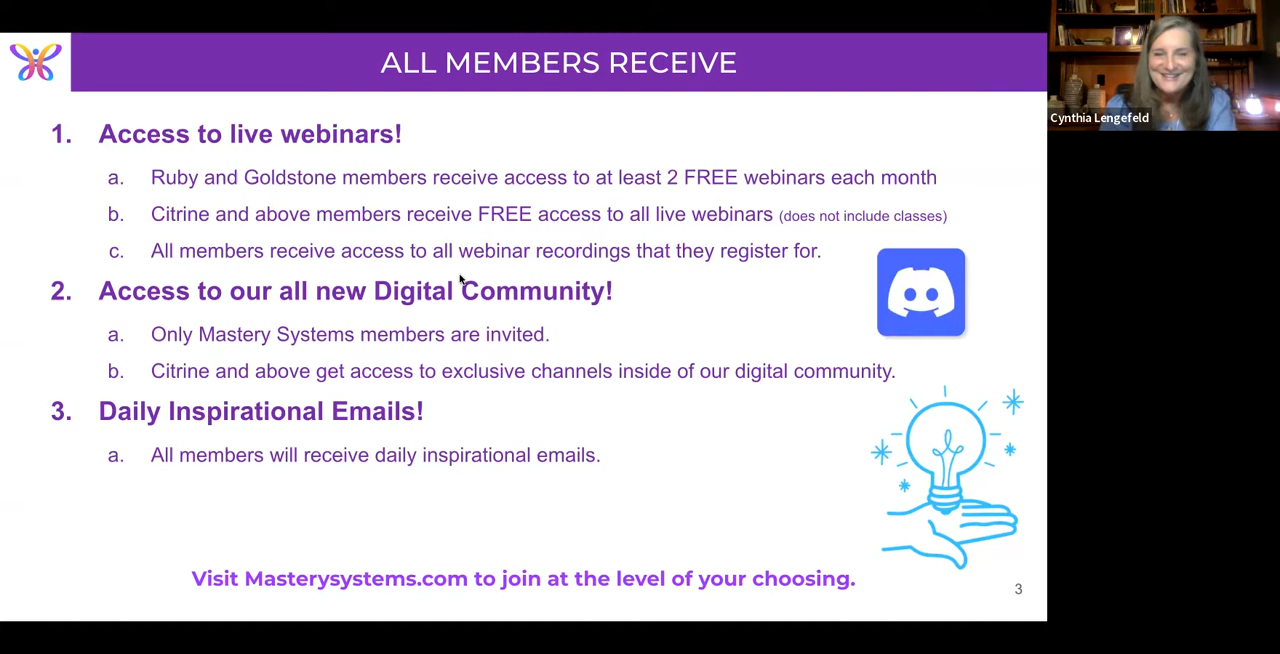 ALL MEMBERS RECEIVE
1. Access to live webinars!
a. Ruby and Goldstone members receive access to at least 2 FREE webinars each month
b. Citrine and above members receive FREE access to all live webinars (does not include classes)
c. All members receive access to all webinar recordings that they register for.
2. Access to our all new Digital Community!
a. Only Mastery Systems members are invited.
b. Citrine and above get access to exclusive channels inside of our digital community.
3. Daily Inspirational Emails!
a. All members will receive daily inspirational emails.
Visit Masterysystems.com to join at the level of your choosing.
3
Cynthia Lengefeld